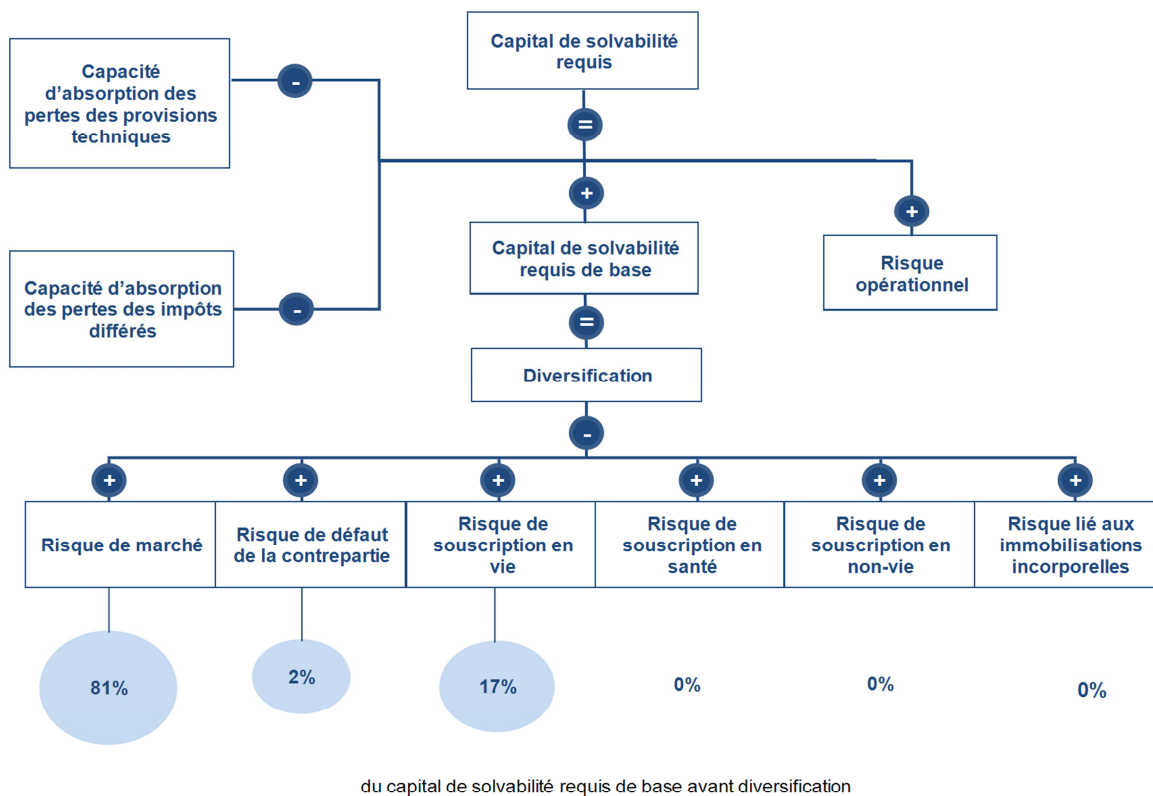 Capital de solvabilité
requis
Capacité
d'absorption des
pertes des provisions
techniques
-
=
+
+
Capital de solvabilité
requis de base
Risque
opérationnel
Capacité d'absorption
des pertes des impôts
différés
-
=
Diversification
-
+
+
+
+
+
+
Risque de marché
Risque de défaut
de la contrepartie
Risque de
souscription en
vie
Risque de
souscription en
santé
Risque de
souscription en
non-vie
Risque lié aux
immobilisations
incorporelles
81%
2%
17%
0%
0%
0%
du capital de solvabilité requis de base avant diversification